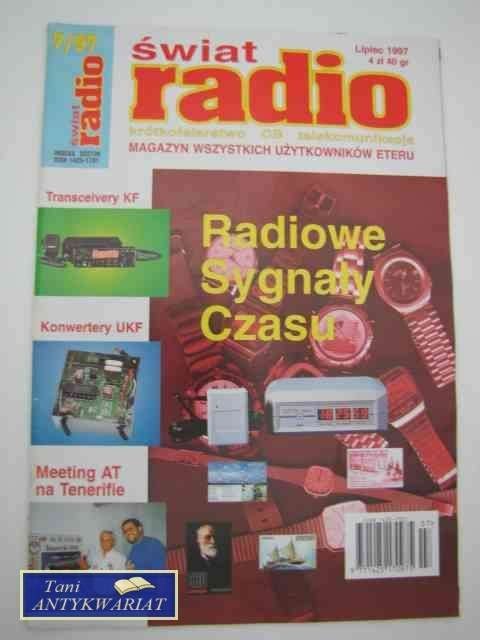 7/97
świat
radio
Lipiec 1997
4 zł 40 gr
świat radio
krótkofalarstwo CB telekomunikacja
MAGAZYN WSZYSTKICH UŻYTKOWNIKÓW ETERU
Transceivery KF
Radiowe
Sygnały
Czasu
Konwertery UKF
Meeting AT
na Tenerifie
Tani
ANTYKWARIAT